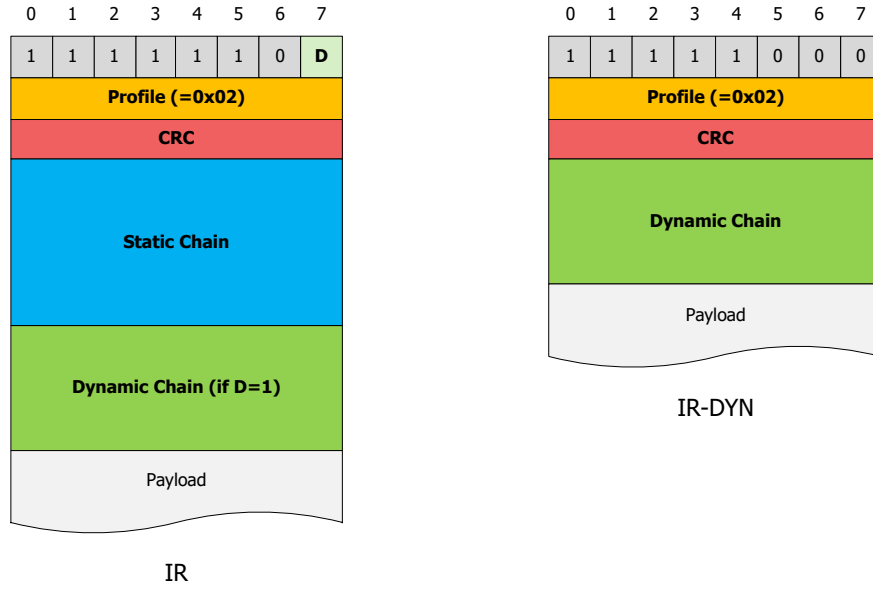 0 1 2 3 4 5 6 7
1 1 1 1 1 1 0 D
Profile (=0x02)
CRC
Static Chain
Dynamic Chain (if D=1)
Payload
IR
0 1 2 3 4 5 6 7
1 1 1 1 1 0 0 0
Profile (=0x02)
CRC
Dynamic Chain
Payload
IR-DYN